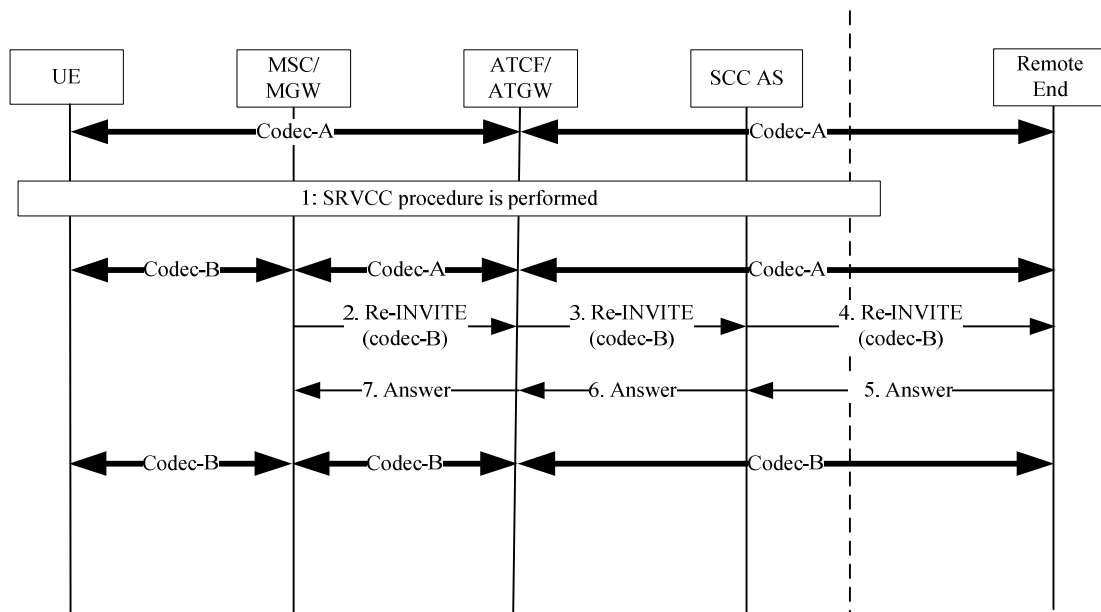 UE
MSC/
MGW
ATCF/
ATGW
SCC AS
Remote
End
Codec-A
Codec-A
1: SRVCC procedure is performed
Codec-B
Codec-A
Codec-A
2. Re-INVITE
(codec-B)
3. Re-INVITE
(codec-B)
4. Re-INVITE
(codec-B)
7. Answer
6. Answer
5. Answer
Codec-B
Codec-B
Codec-B